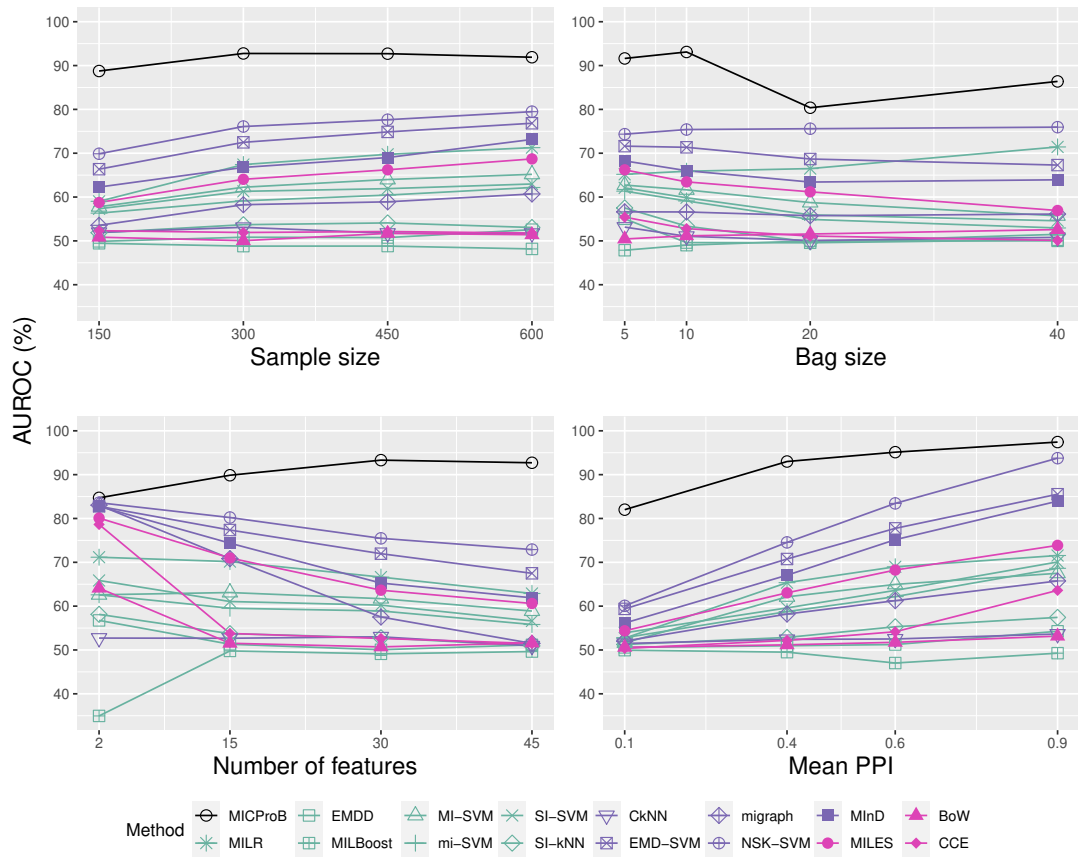 100
90
80
70
60
50
40
150 300 450 600
Sample size
100
90
80
70
60
50
40
5 10 20 40
Bag size
AUROC (%)
100
90
80
70
60
50
40
2 15 30 45
Number of features
100
90
80
70
60
50
40
0.1 0.4 0.6 0.9
Mean PPI
Method
MICProB EMDD MI−SVM SI−SVM CkNN migraph MInD BoW
MILR MILBoost mi−SVM SI−kNN EMD−SVM NSK−SVM MILES CCE